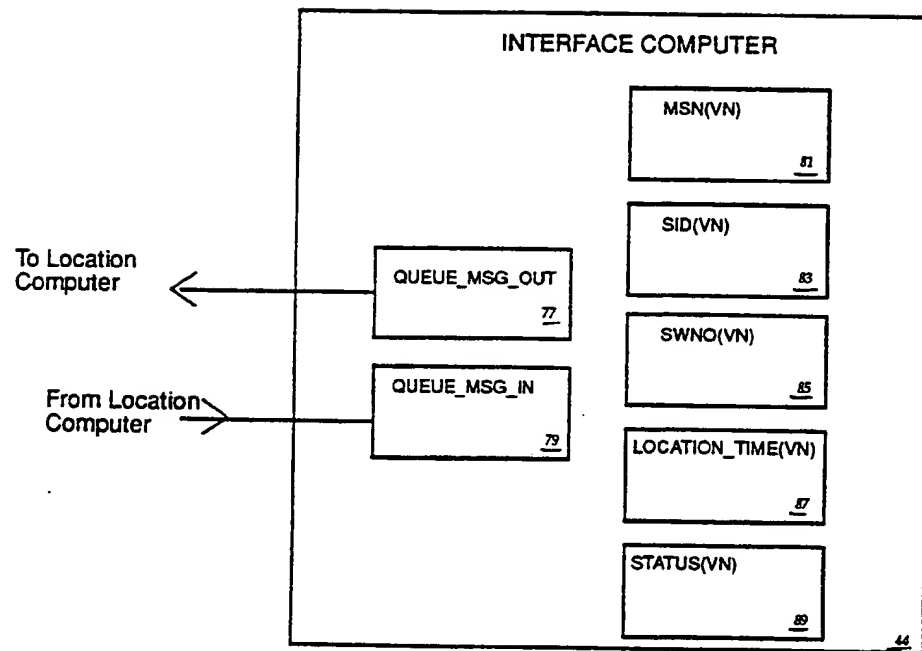 INTERFACE COMPUTER
MSN(VN)
81
SID(VN)
83
To Location
Computer
QUEUE_MSG_OUT
77
SWNO(VN)
85
From Location
Computer
QUEUE_MSG_IN
79
LOCATION_TIME(VN)
87
STATUS(VN)
89
44